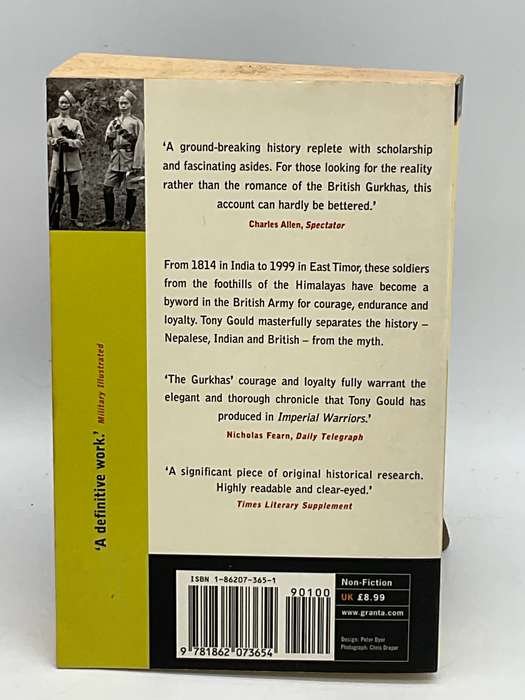 'A ground-breaking history replete with scholarship
and fascinating asides. For those looking for the reality
rather than the romance of the British Gurkhas, this
account can hardly be bettered.'
Charles Allen, Spectator
From 1814 in India to 1999 in East Timor, these soldiers
from the foothills of the Himalayas have become a
byword in the British Army for courage, endurance and
loyalty. Tony Gould masterfully separates the history –
Nepalese, Indian and British – from the myth.
'The Gurkhas' courage and loyalty fully warrant the
elegant and thorough chronicle that Tony Gould has
produced in Imperial Warriors.'
Nicholas Fearn, Daily Telegraph
'A significant piece of original historical research.
Highly readable and clear-eyed.'
Times Literary Supplement
'A definitive work.' Military Illustrated
ISBN 1-86207-365-1
90100
9 781862 073654
Non-Fiction
UK £8.99
www.granta.com
Design: Peter Dyer
Photograph: Chris Draper